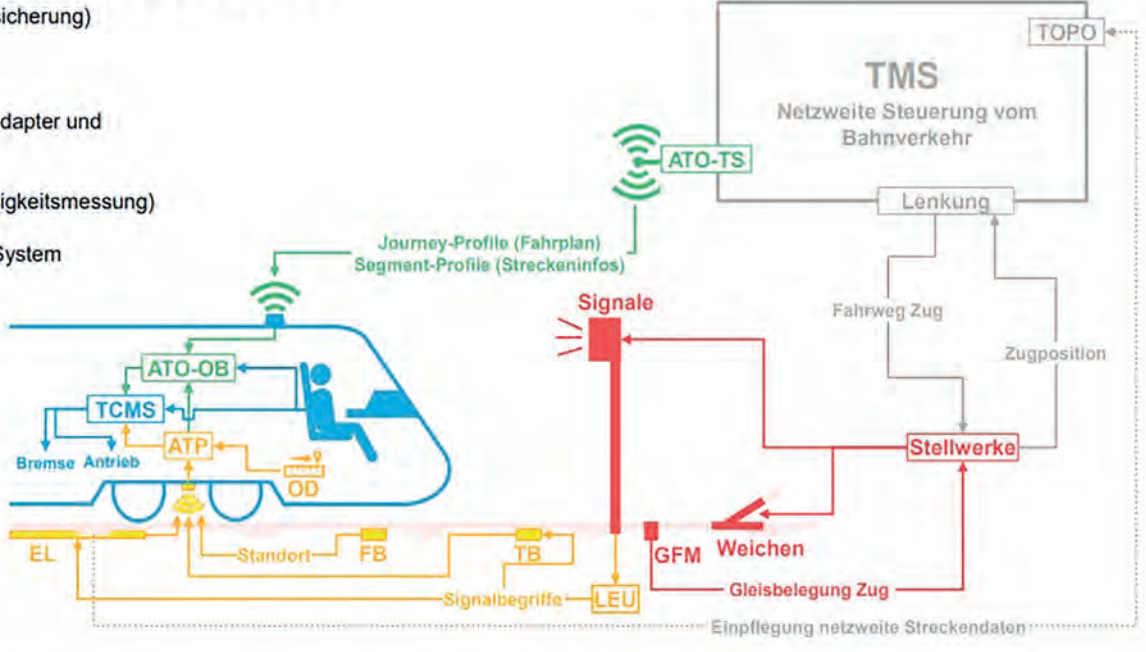 sicherung)
dapter und
igkeitsmessung)
System
TOPO
TMS
Netzweite Steuerung vom
Bahnverkehr
ATO-TS
Lenkung
Journey-Profile (Fahrplan)
Segment-Profile (Streckeninfos)
Signale
Fahrweg Zug
Zugposition
ATO-OB
TCMS
ATP
Bremse Antrieb
OD
Stellwerke
EL
Standort
FB
TB
GFM
Weichen
Gleisbelegung Zug
Signalbegriffe
LEU
Einpflegung netzweite Streckendaten